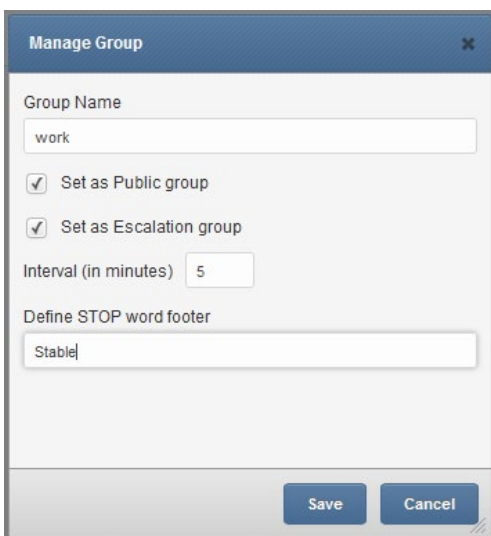 Manage Group
Group Name
work
Set as Public group
Set as Escalation group
Interval (in minutes) 5
Define STOP word footer
Stable
Save Cancel